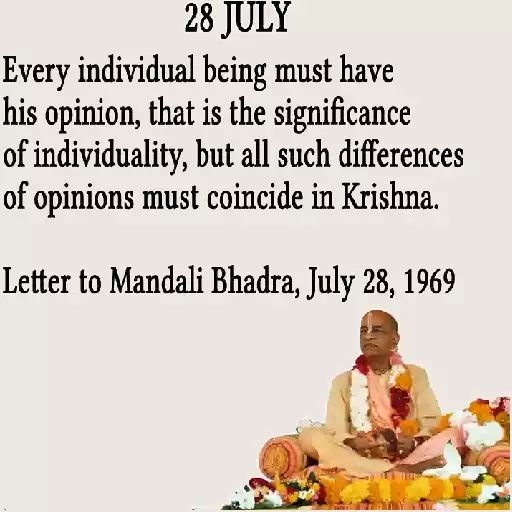 28 JULY
Every individual being must have
his opinion, that is the significance
of individuality, but all such differences
of opinions must coincide in Krishna.
Letter to Mandali Bhadra, July 28, 1969